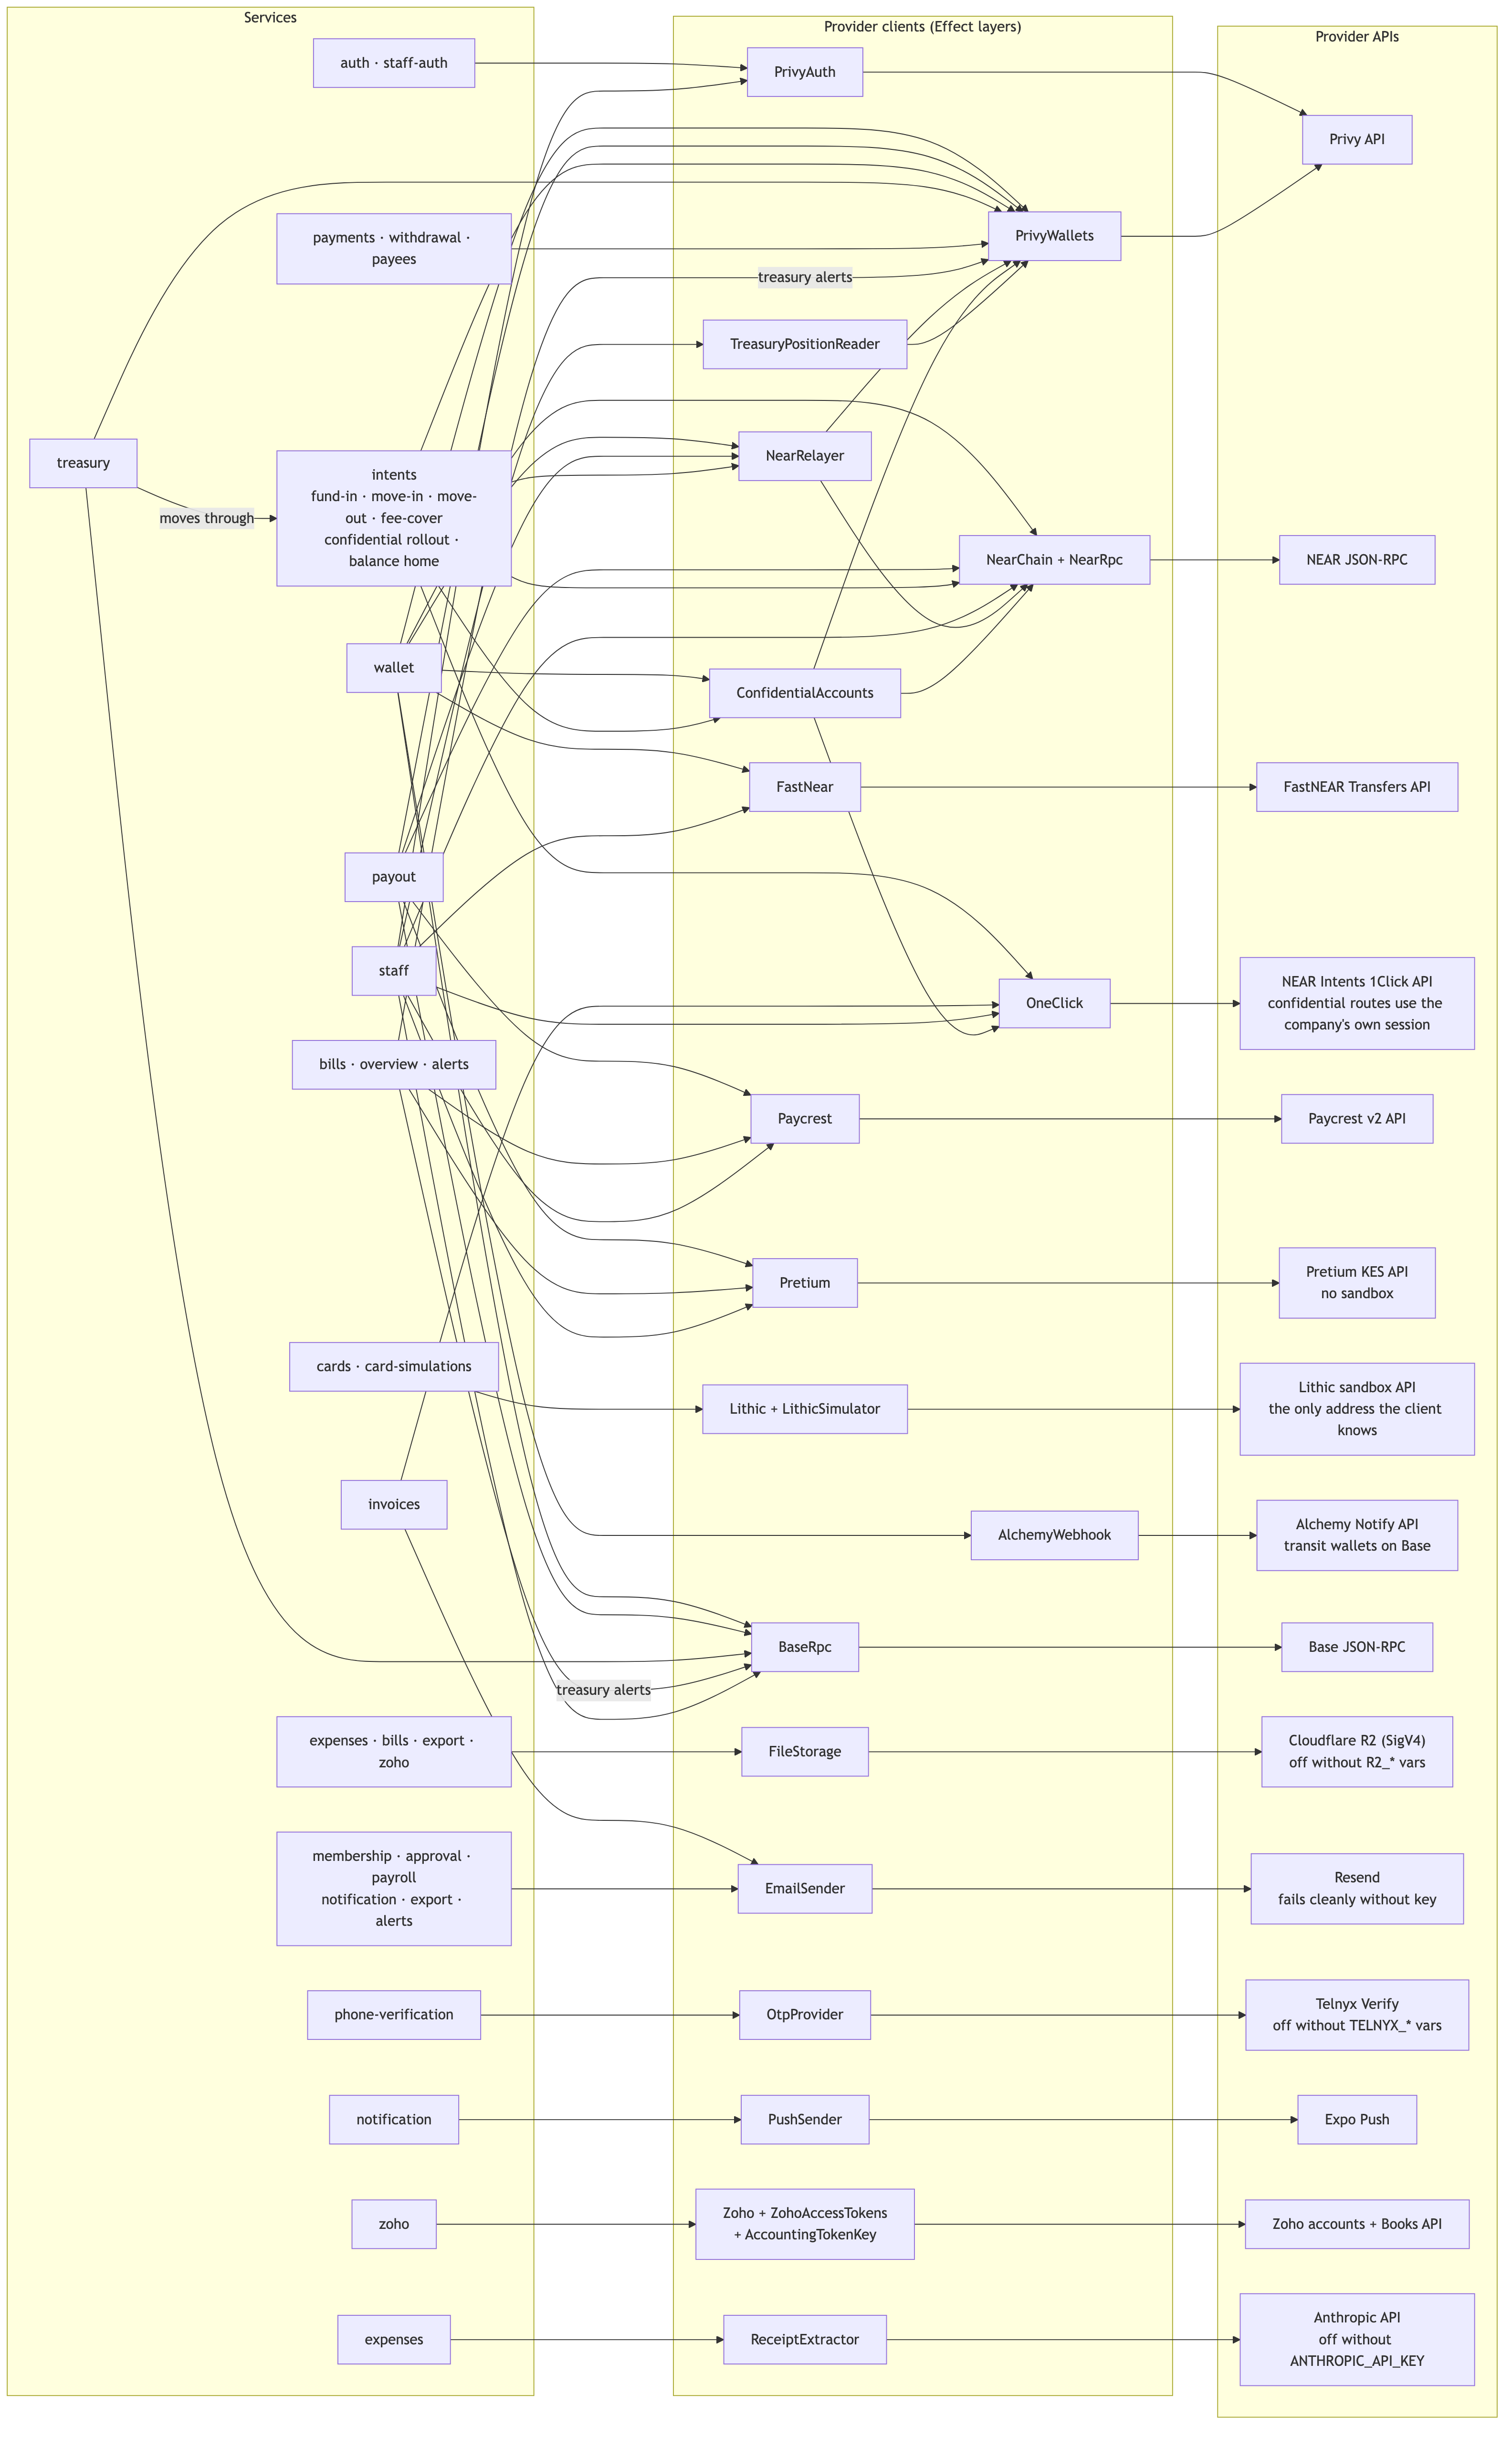 Services
auth · staff-auth
payments · withdrawal ·
payees
treasury
moves through
intents
fund-in · move-in · move-
out · fee-cover
confidential rollout ·
balance home
wallet
payout
staff
bills · overview · alerts
cards · card-simulations
invoices
expenses · bills · export ·
zoho
membership · approval ·
payroll
notification · export ·
alerts
phone-verification
notification
zoho
expenses
Provider clients (Effect layers)
PrivyAuth
PrivyWallets
treasury alerts
TreasuryPositionReader
NearRelayer
NearChain + NearRpc
ConfidentialAccounts
FastNear
OneClick
Paycrest
Pretium
Lithic + LithicSimulator
AlchemyWebhook
BaseRpc
treasury alerts
FileStorage
EmailSender
OtpProvider
PushSender
Zoho + ZohoAccessTokens
+ AccountingTokenKey
ReceiptExtractor
Provider APIs
Privy API
NEAR JSON-RPC
FastNEAR Transfers API
NEAR Intents 1Click API
confidential routes use the
company's own session
Paycrest v2 API
Pretium KES API
no sandbox
Lithic sandbox API
the only address the client
knows
Alchemy Notify API
transit wallets on Base
Base JSON-RPC
Cloudflare R2 (SigV4)
off without R2_* vars
Resend
fails cleanly without key
Telnyx Verify
off without TELNYX_* vars
Expo Push
Zoho accounts + Books API
Anthropic API
off without
ANTHROPIC_API_KEY